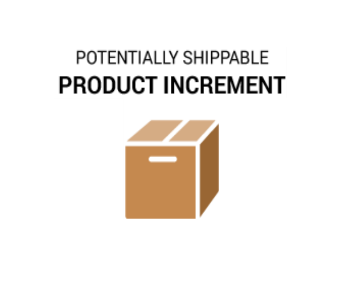 POTENTIALLY SHIPPABLE
PRODUCT INCREMENT